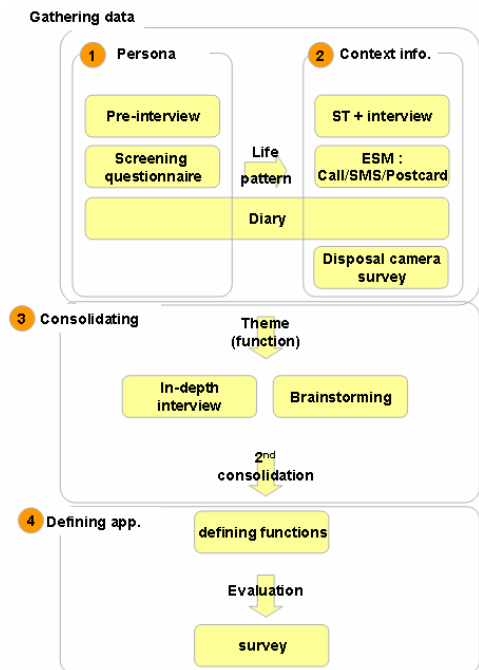 Gathering data
1 Persona
Pre-interview
Screening
questionnaire
Life
pattern
2 Context info.
ST + interview
ESM :
Call/SMS/Postcard
Diary
Disposal camera
survey
3 Consolidating
Theme
(function)
In-depth
interview
Brainstorming
2nd
consolidation
4 Defining app.
defining functions
Evaluation
survey